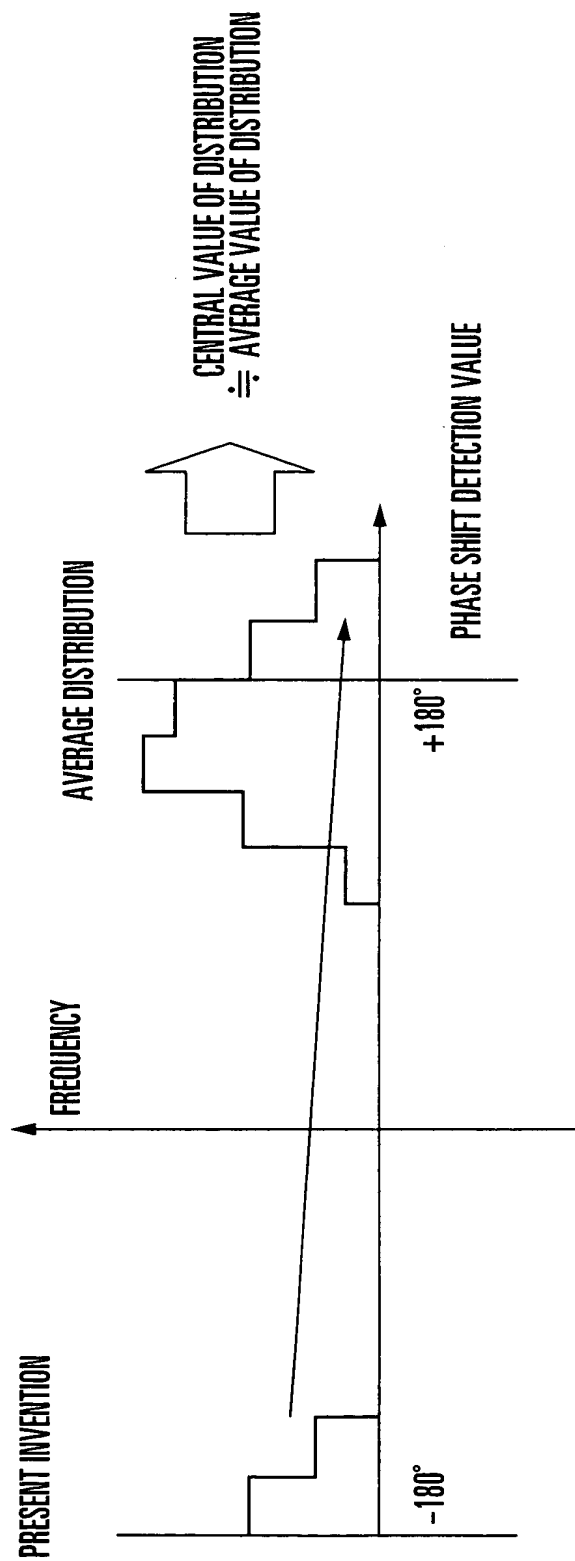 PRESENT INVENTION
FREQUENCY
AVERAGE DISTRIBUTION
CENTRAL VALUE OF DISTRIBUTION
≒ AVERAGE VALUE OF DISTRIBUTION
-180°
+180°
PHASE SHIFT DETECTION VALUE